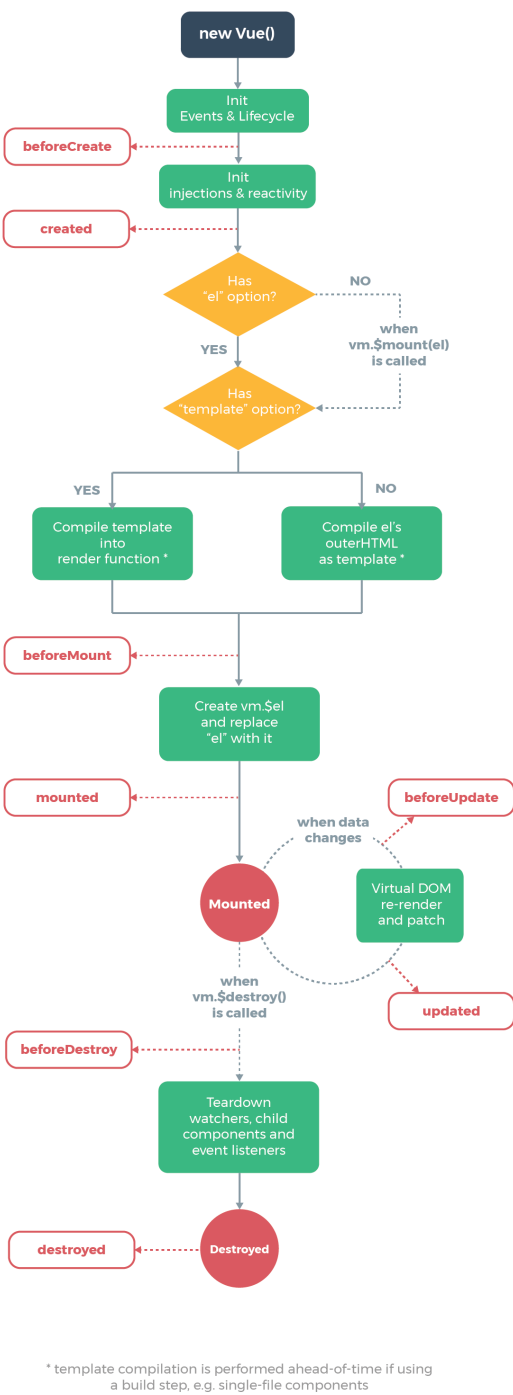 new Vue()
Init
Events & Lifecycle
beforeCreate
Init
injections & reactivity
created
Has
“el” option?
NO
when
vm.$mount(el)
is called
YES
Has
“template” option?
YES
NO
Compile template
into
render function *
Compile el’s
outerHTML
as template *
beforeMount
Create vm.$el
and replace
“el” with it
mounted
beforeUpdate
when data
changes
Mounted
Virtual DOM
re-render
and patch
when
vm.$destroy()
is called
updated
beforeDestroy
Teardown
watchers, child
components and
event listeners
destroyed
Destroyed
* template compilation is performed ahead-of-time if using
a build step, e.g. single-file components